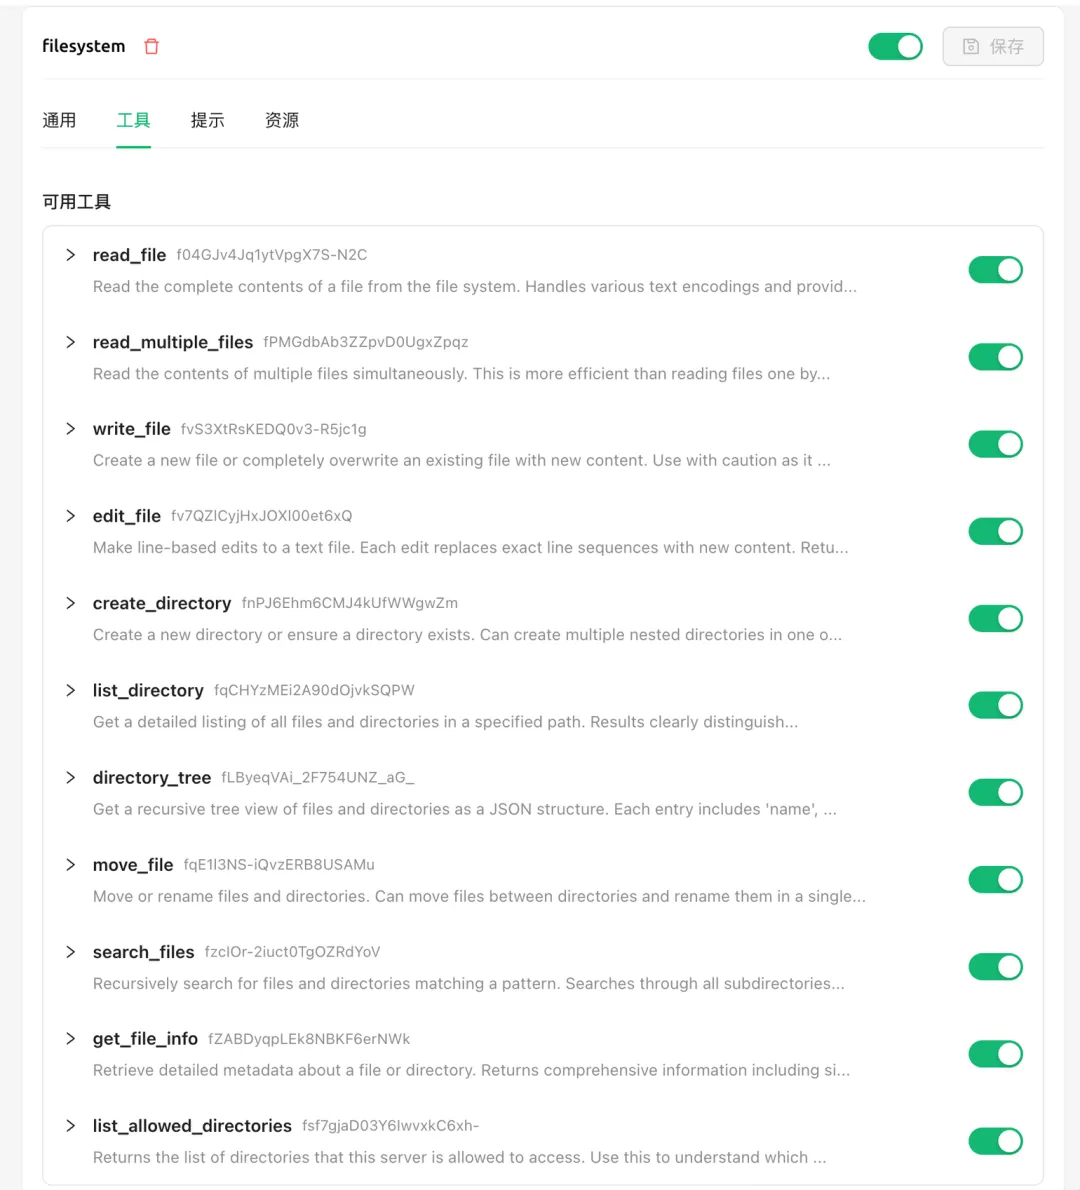 filesystem
保存
通用 工具 提示 资源
可用工具
read_file f04GJv4Jq1ytVpgX7S-N2C
Read the complete contents of a file from the file system. Handles various text encodings and provid...
read_multiple_files fPMGdbAb3ZZpvD0UgxZpqz
Read the contents of multiple files simultaneously. This is more efficient than reading files one by...
write_file fvS3XtRsKEDQ0v3-R5jc1g
Create a new file or completely overwrite an existing file with new content. Use with caution as it ...
edit_file fv7QZlCyjHxJOXl00et6xQ
Make line-based edits to a text file. Each edit replaces exact line sequences with new content. Retu...
create_directory fnPJ6Ehm6CMJ4kUfWWgwZm
Create a new directory or ensure a directory exists. Can create multiple nested directories in one o...
list_directory fqCHYzMEi2A90dOjvkSQPW
Get a detailed listing of all files and directories in a specified path. Results clearly distinguish...
directory_tree fLByeqVAi_2F754UNZ_aG_
Get a recursive tree view of files and directories as a JSON structure. Each entry includes 'name', ...
move_file fqE1l3NS-iQvzERB8USAMu
Move or rename files and directories. Can move files between directories and rename them in a single...
search_files fzclOr-2iuct0TgOZRdYoV
Recursively search for files and directories matching a pattern. Searches through all subdirectories...
get_file_info fZABDyqpLEk8NBKF6erNWk
Retrieve detailed metadata about a file or directory. Returns comprehensive information including si...
list_allowed_directories fsf7gjaD03Y6lwvxkC6xh-
Returns the list of directories that this server is allowed to access. Use this to understand which ...